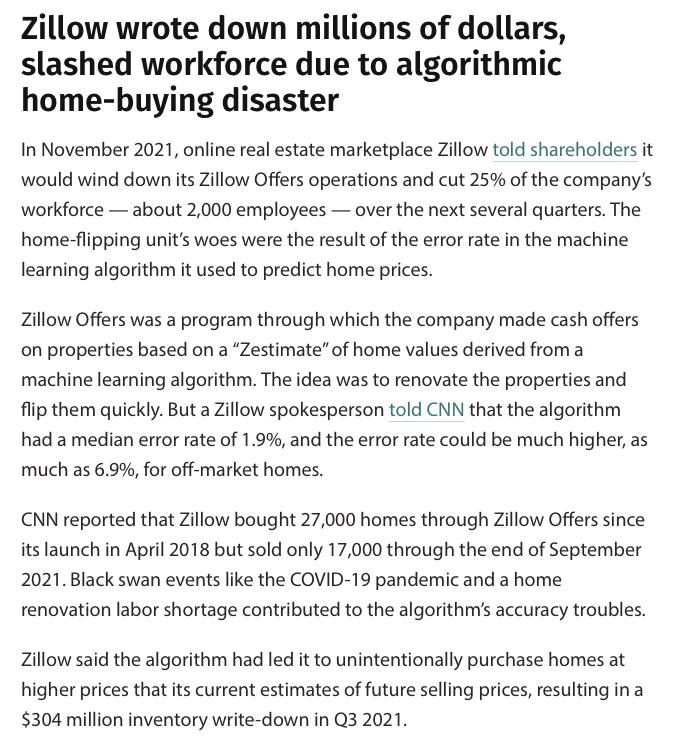 Zillow wrote down millions of dollars,
slashed workforce due to algorithmic
home-buying disaster
In November 2021, online real estate marketplace Zillow told shareholders it
would wind down its Zillow Offers operations and cut 25% of the company’s
workforce — about 2,000 employees — over the next several quarters. The
home-flipping unit’s woes were the result of the error rate in the machine
learning algorithm it used to predict home prices.
Zillow Offers was a program through which the company made cash offers
on properties based on a “Zestimate” of home values derived from a
machine learning algorithm. The idea was to renovate the properties and
flip them quickly. But a Zillow spokesperson told CNN that the algorithm
had a median error rate of 1.9%, and the error rate could be much higher, as
much as 6.9%, for off-market homes.
CNN reported that Zillow bought 27,000 homes through Zillow Offers since
its launch in April 2018 but sold only 17,000 through the end of September
2021. Black swan events like the COVID-19 pandemic and a home
renovation labor shortage contributed to the algorithm’s accuracy troubles.
Zillow said the algorithm had led it to unintentionally purchase homes at
higher prices that its current estimates of future selling prices, resulting in a
$304 million inventory write-down in Q3 2021.